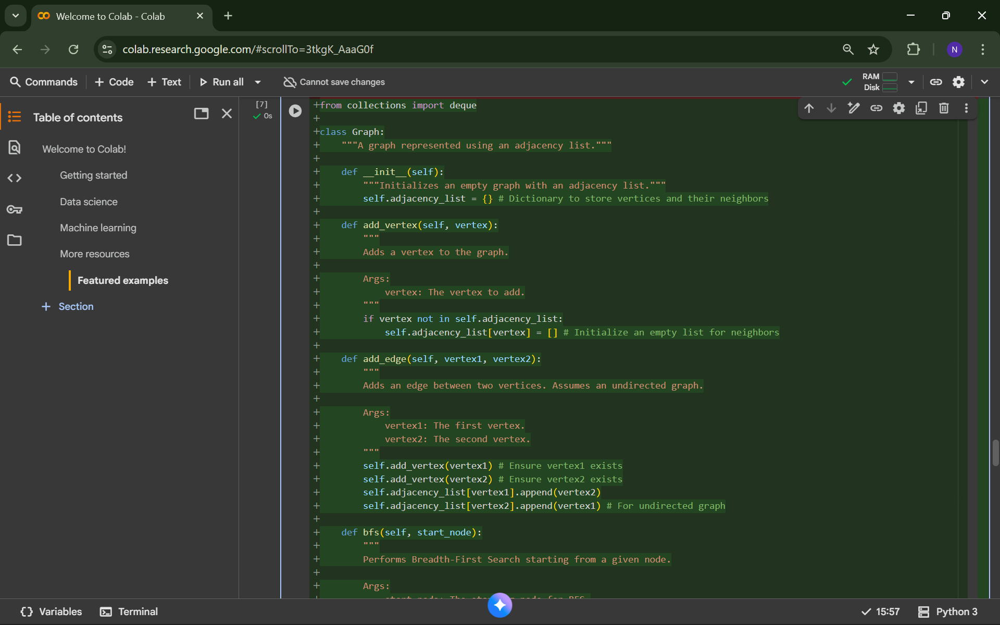 Welcome to Colab - Colab
colab.research.google.com/#scrollTo=3tkgK_AaaG0f
N
Commands
+ Code
+ Text
Run all
Cannot save changes
RAM
Disk
Table of contents
Welcome to Colab!
Getting started
Data science
Machine learning
More resources
Featured examples
+ Section
[7]
0s
+from collections import deque
+
+class Graph:
+    """A graph represented using an adjacency list."""
+
+    def __init__(self):
+        """Initializes an empty graph with an adjacency list."""
+        self.adjacency_list = {} # Dictionary to store vertices and their neighbors
+
+    def add_vertex(self, vertex):
+        """
+        Adds a vertex to the graph.
+
+        Args:
+            vertex: The vertex to add.
+        """
+        if vertex not in self.adjacency_list:
+            self.adjacency_list[vertex] = [] # Initialize an empty list for neighbors
+
+    def add_edge(self, vertex1, vertex2):
+        """
+        Adds an edge between two vertices. Assumes an undirected graph.
+
+        Args:
+            vertex1: The first vertex.
+            vertex2: The second vertex.
+        """
+        self.add_vertex(vertex1) # Ensure vertex1 exists
+        self.add_vertex(vertex2) # Ensure vertex2 exists
+        self.adjacency_list[vertex1].append(vertex2)
+        self.adjacency_list[vertex2].append(vertex1) # For undirected graph
+
+    def bfs(self, start_node):
+        """
+        Performs Breadth-First Search starting from a given node.
+
+        Args:
{} Variables
Terminal
15:57
Python 3